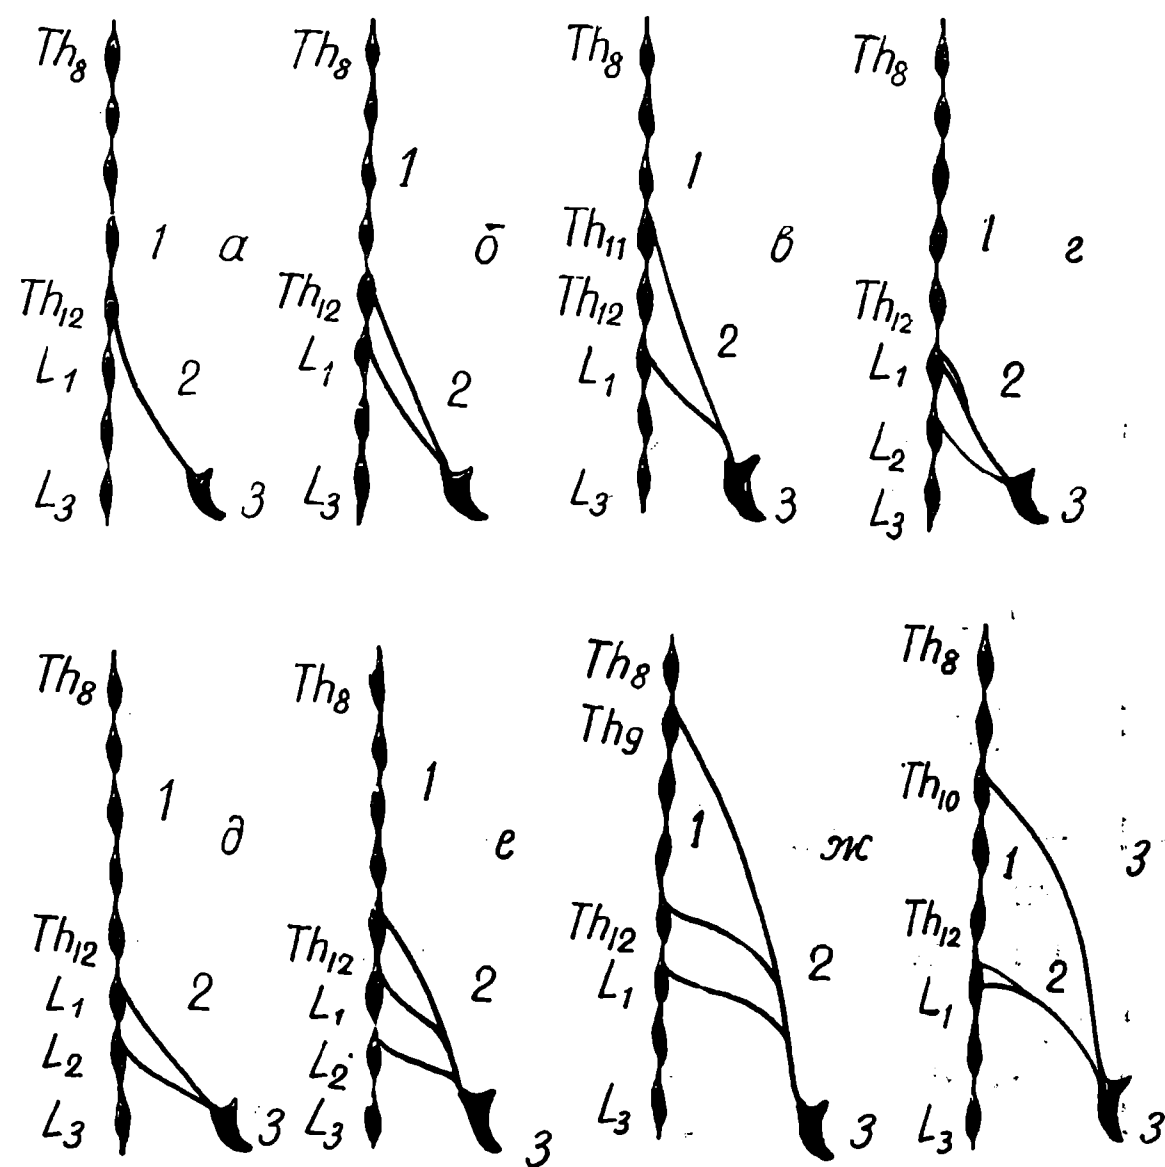 Th8 Th8 Th8 Th8
1 1 1 1
а б в г
Th12 Th12 Th11 Th12
Th12
L1 L1 L1 L1
2 2 2 2
L2
L3 L3 L3 L3
3 3 3
Th8 Th8 Th8 Th8
Th9 Th10
1 1 1 1
д е ж з
Th12 Th12 Th12 Th12
L1 L1 L1 L1
2 2 2 2
L2 L2
L3 L3 L3 L3
3 3 3 3